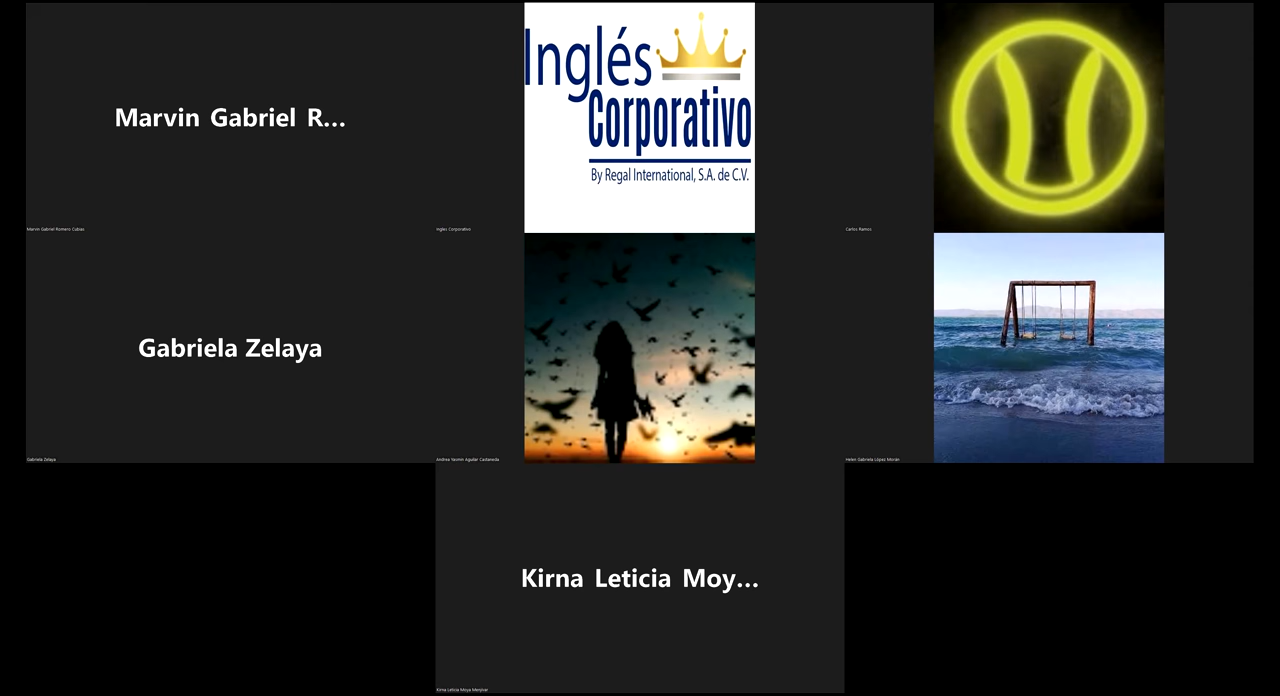 Marvin Gabriel R...
Marvin Gabriel Romero Cabias
Inglés
Corporativo
By Regal International, S.A. de C.V.
Ingles Corporativo
Carlos Ramos
Gabriela Zelaya
Gabriela Zelaya
Andrea Yasmin Aguilar Castaneda
Helen Gabriela López Morán
Kirna Leticia Moy...
Kirna Leticia Moya Menjivar